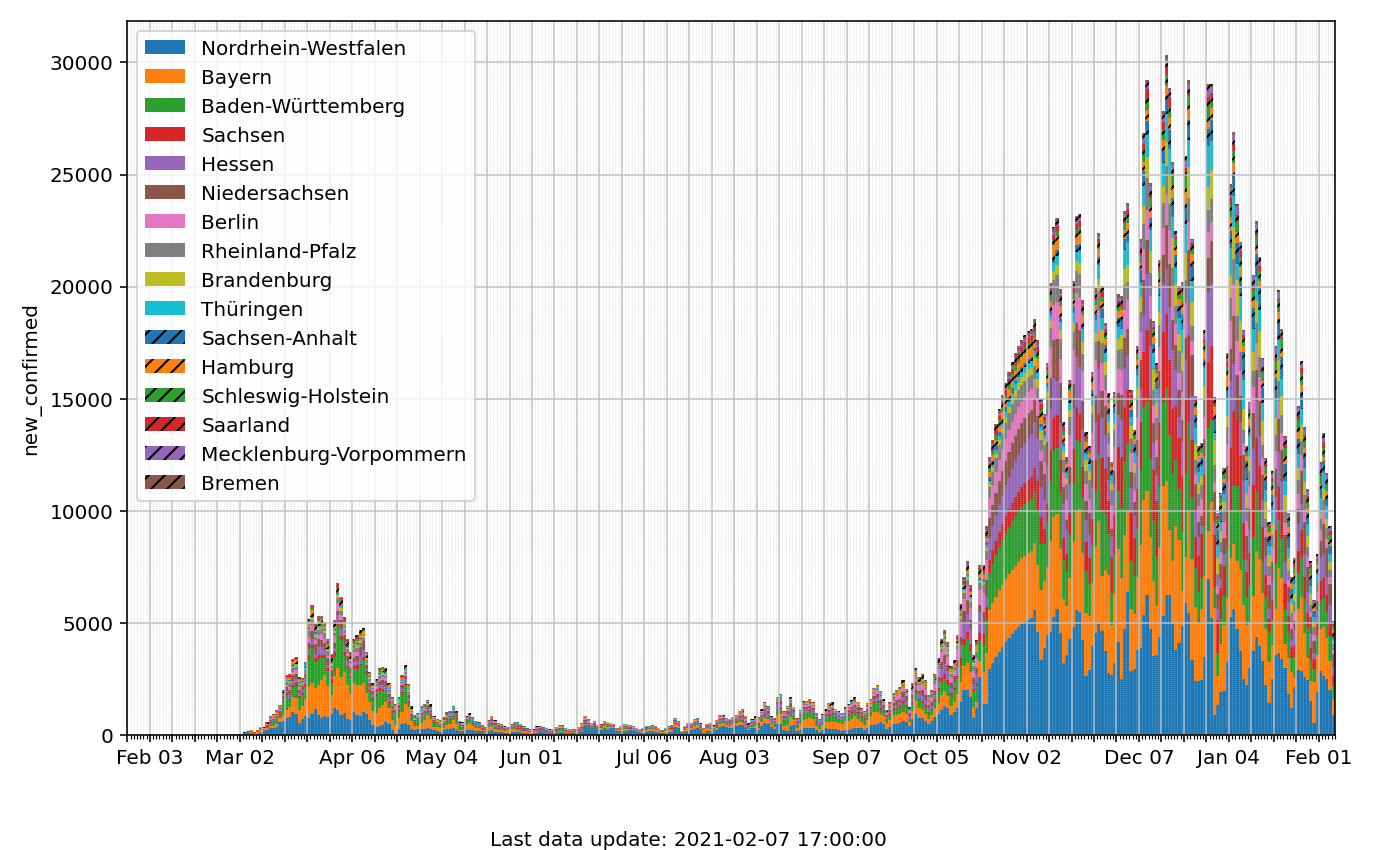 30000
25000
20000
15000
10000
5000
0
new_confirmed
Nordrhein-Westfalen
Bayern
Baden-Württemberg
Sachsen
Hessen
Niedersachsen
Berlin
Rheinland-Pfalz
Brandenburg
Thüringen
Sachsen-Anhalt
Hamburg
Schleswig-Holstein
Saarland
Mecklenburg-Vorpommern
Bremen
Feb 03 Mar 02 Apr 06 May 04 Jun 01 Jul 06 Aug 03 Sep 07 Oct 05 Nov 02 Dec 07 Jan 04 Feb 01
Last data update: 2021-02-07 17:00:00